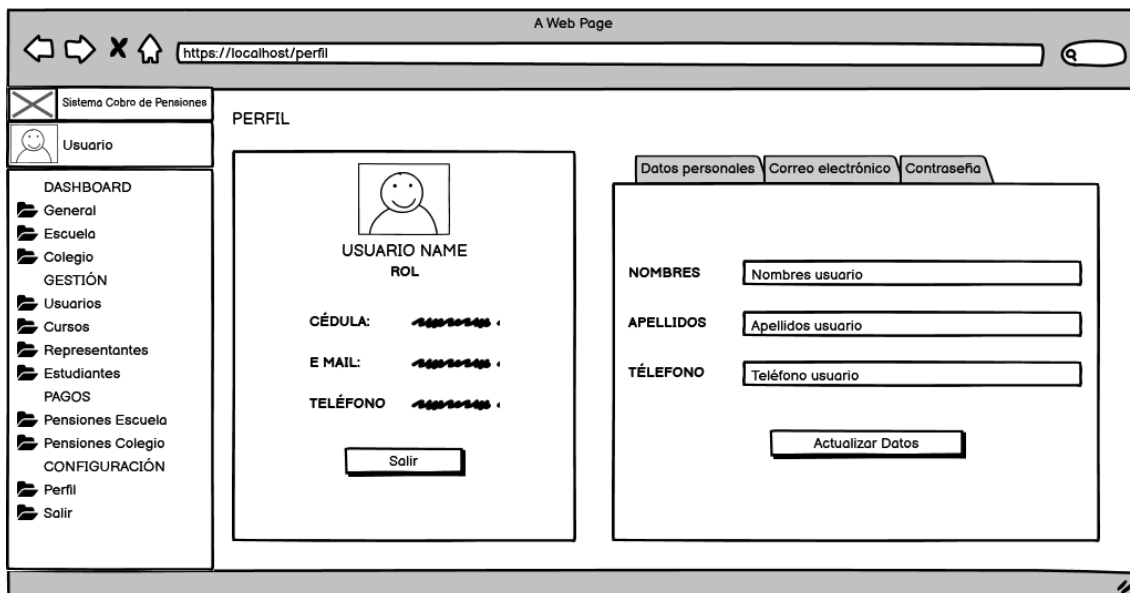 A Web Page
https://localhost/perfil
Sistema Cobro de Pensiones
Usuario
DASHBOARD
General
Escuela
Colegio
GESTIÓN
Usuarios
Cursos
Representantes
Estudiantes
PAGOS
Pensiones Escuela
Pensiones Colegio
CONFIGURACIÓN
Perfil
Salir
PERFIL
USUARIO NAME
ROL
CÉDULA:
E MAIL:
TELÉFONO
Salir
Datos personales Correo electrónico Contraseña
NOMBRES Nombres usuario
APELLIDOS Apellidos usuario
TÉLEFONO Teléfono usuario
Actualizar Datos